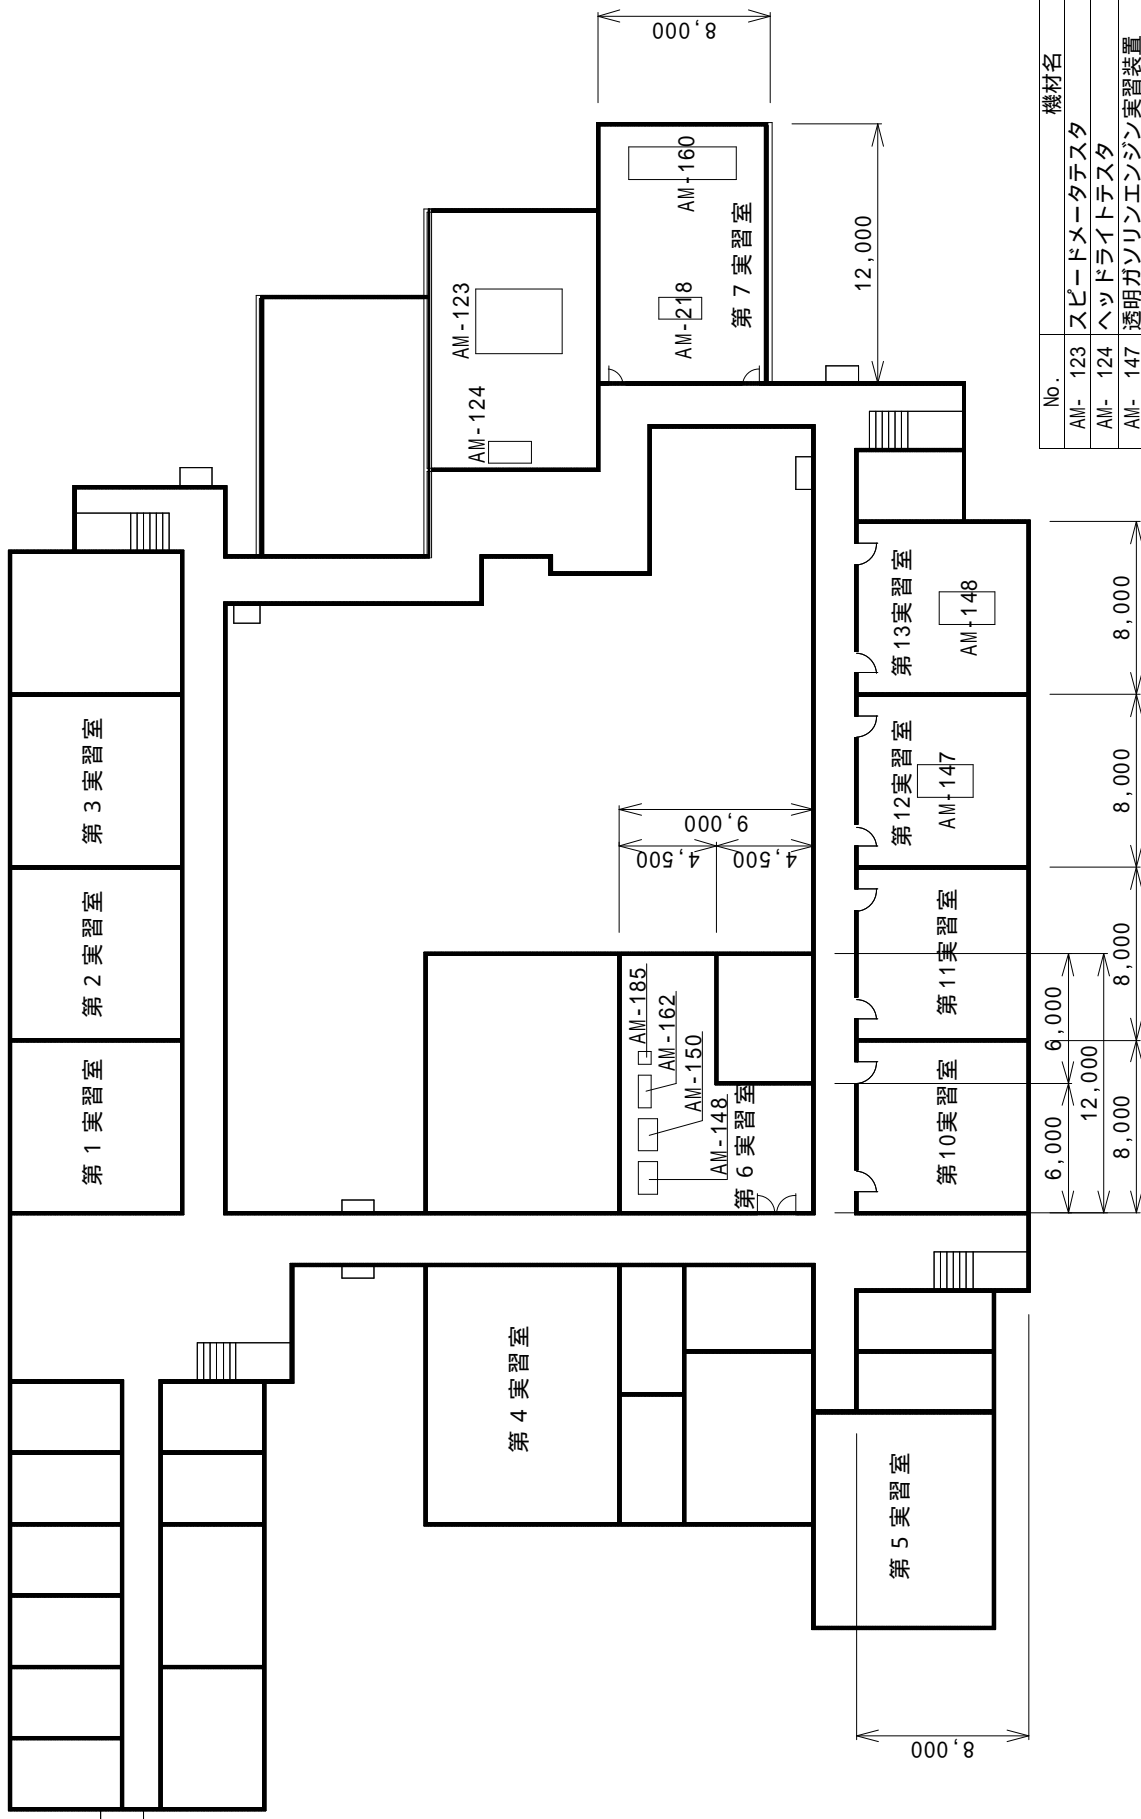 第１実習室
第２実習室
第３実習室
第４実習室
第５実習室
第６実習室
AM-148
AM-150
AM-162
AM-185
4,500
4,500
9,000
AM-124
AM-123
第７実習室
AM-218
AM-160
8,000
12,000
第10実習室
第11実習室
第12実習室
AM-147
第13実習室
AM-148
8,000
6,000
6,000
12,000
8,000
8,000
8,000
8,000
No. 機材名
AM- 123 スピードメータテスタ
AM- 124 ヘッドライトテスタ
AM- 147 透明ガソリンエンジン実習装置